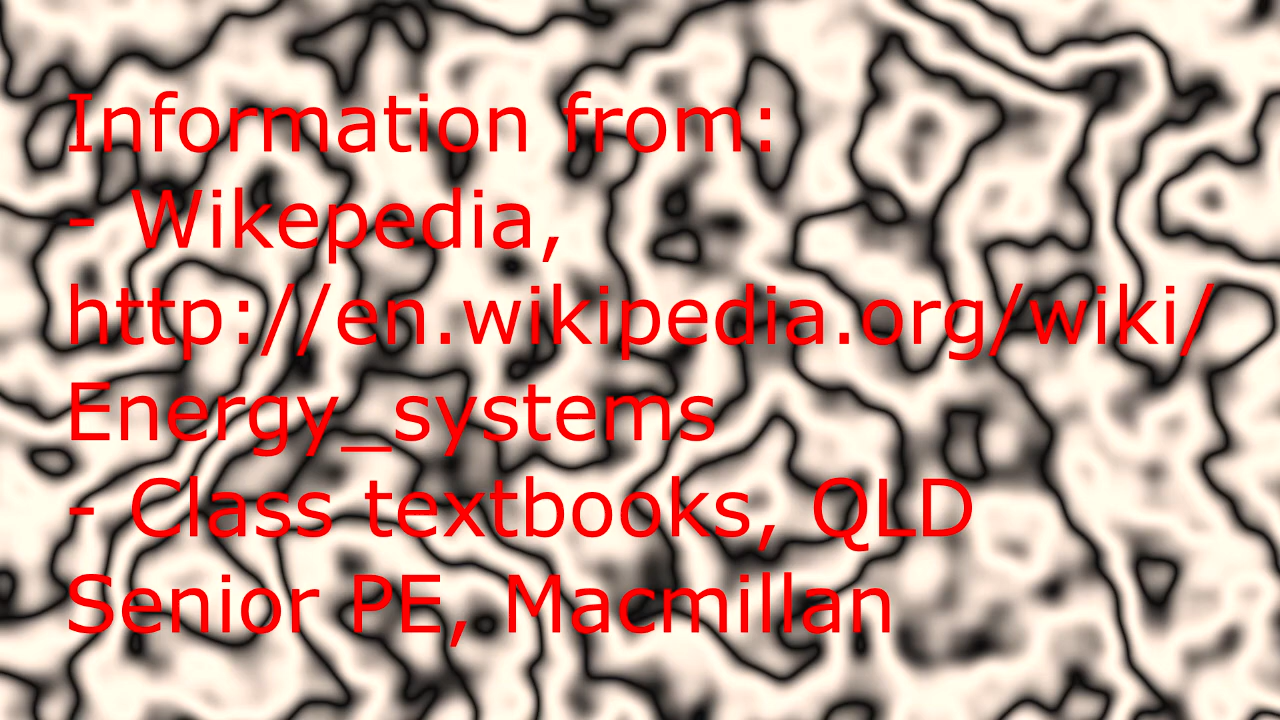 Information from:
- Wikepedia,
http://en.wikipedia.org/wiki/
Energy_systems
- Class textbooks, QLD
Senior PE, Macmillan